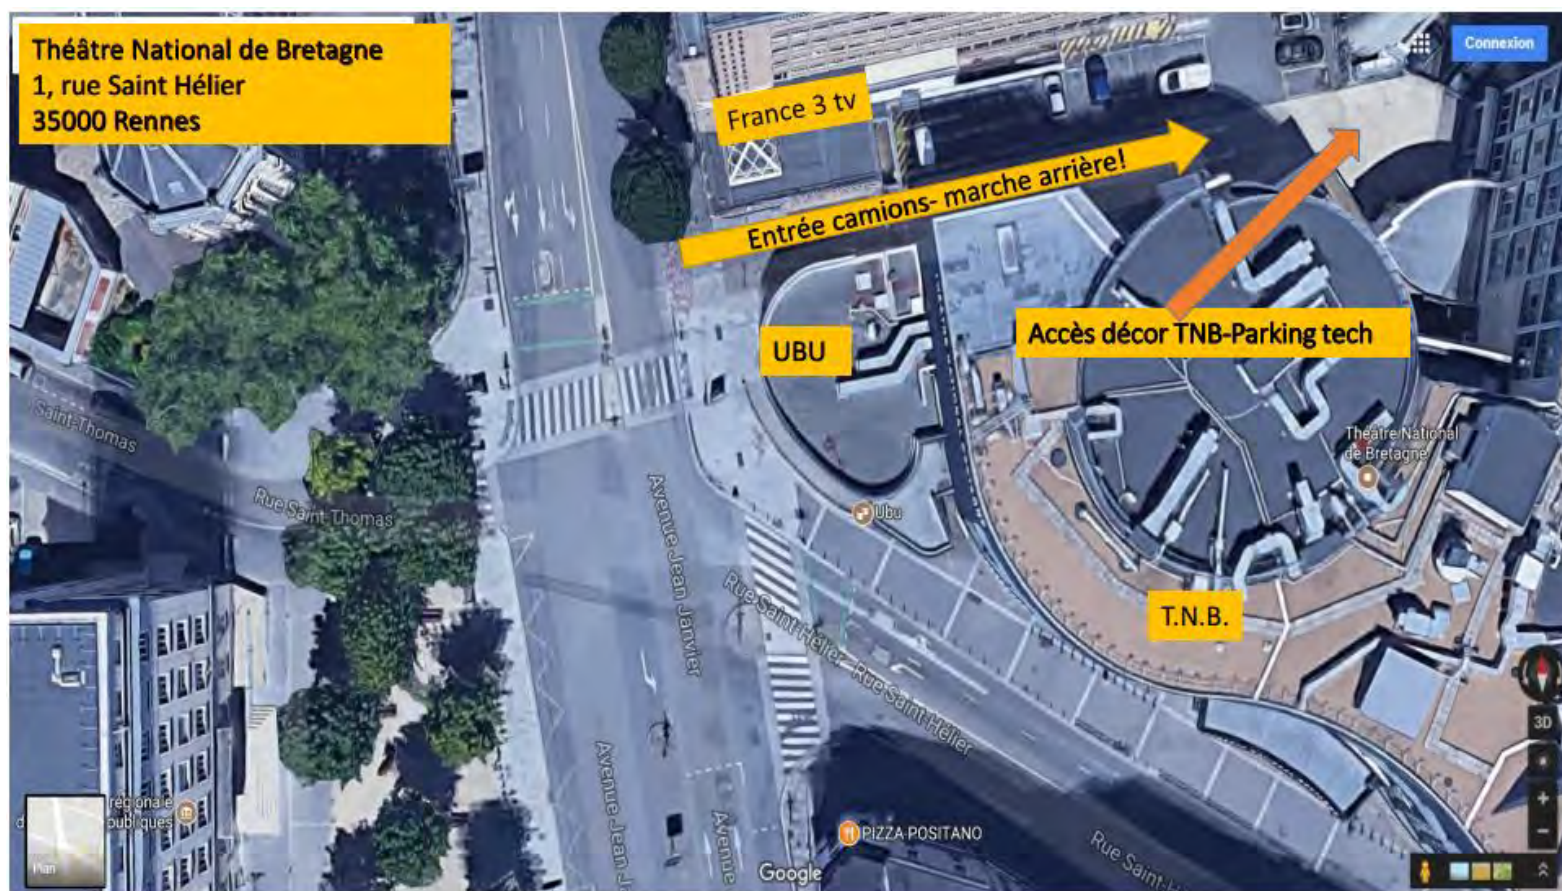 Théâtre National de Bretagne
1, rue Saint Hélier
35000 Rennes
Connexion
France 3 tv
Entrée camions- marche arrière!
UBU
Accès décor TNB-Parking tech
Saint-Thomas
Rue Saint-Thomas
Théâtre National
de Bretagne
Ubu
Avenue Jean Janvier
T.N.B.
Rue Saint-Hélier
Rue Saint-Hélier
3D
Avenue Jean J
Avenue
régionale
d publiques
Plan
PIZZA POSITANO
Google
Rue Saint-H